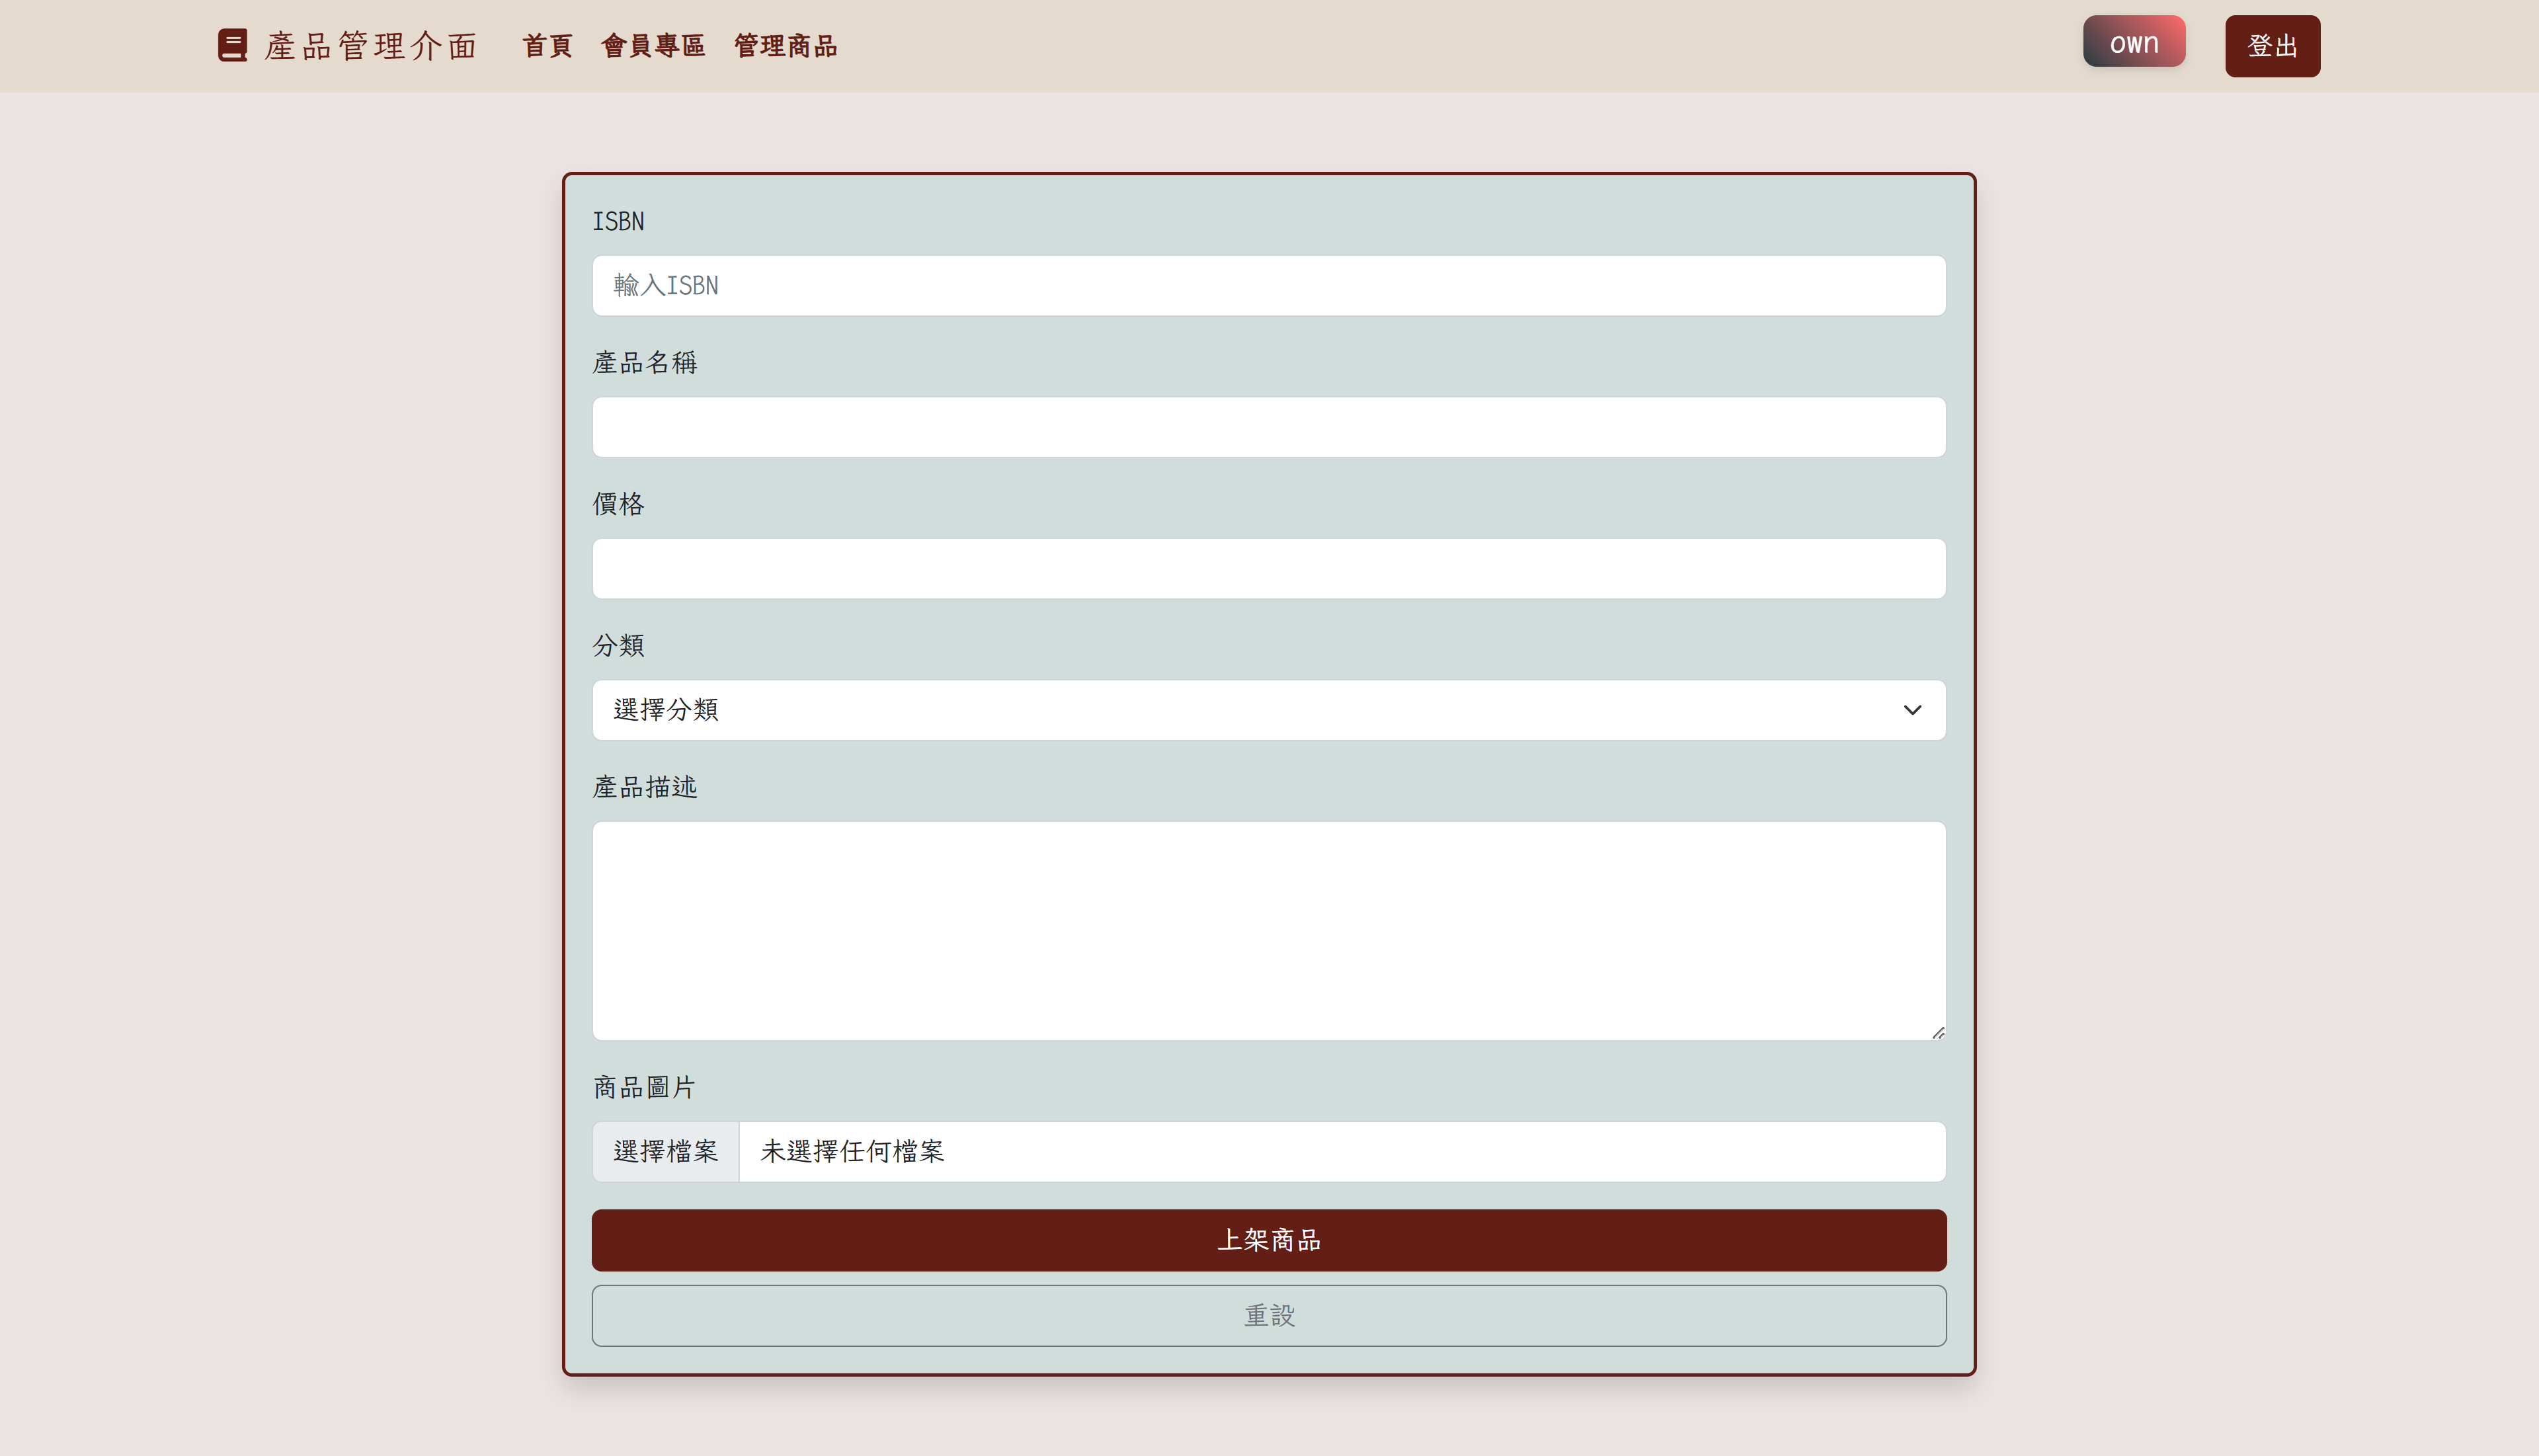 產品管理介面 首頁 會員專區 管理商品 own 登出
ISBN
輸入ISBN
產品名稱
價格
分類
選擇分類
產品描述
商品圖片
選擇檔案 未選擇任何檔案
上架商品
重設